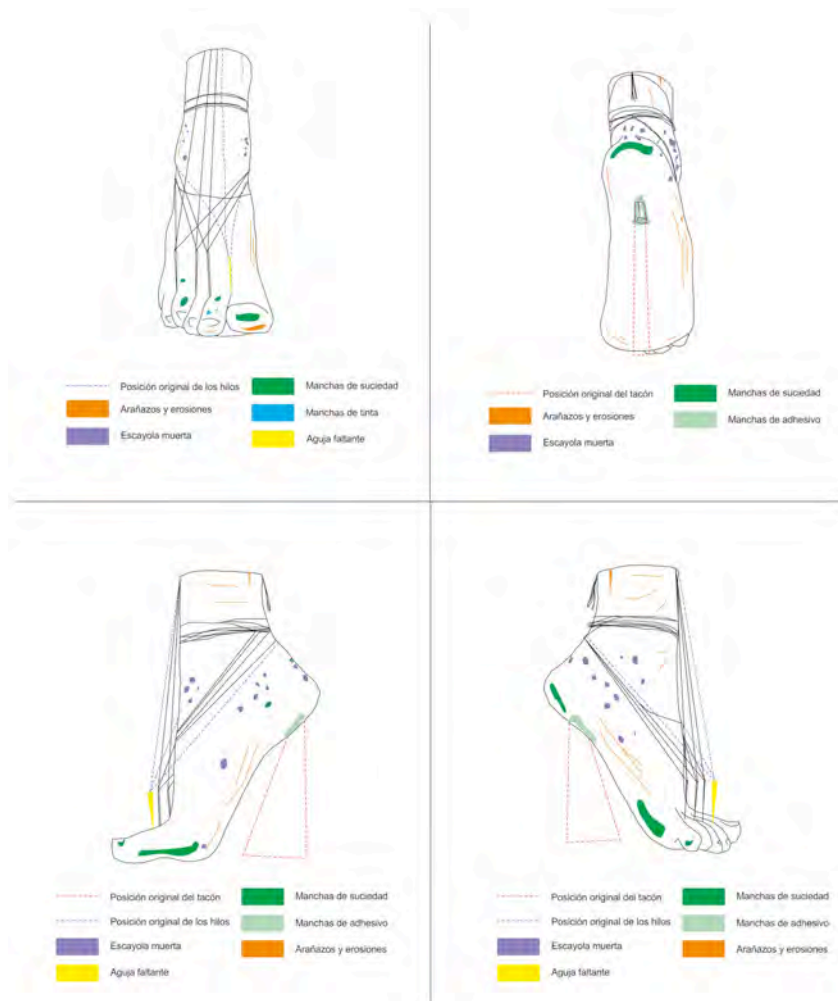 Posición original de los hilos
Arañazos y erosiones
Escayola muerta
Manchas de suciedad
Manchas de tinta
Aguja faltante
Posición original del tacón
Arañazos y erosiones
Escayola muerta
Manchas de suciedad
Manchas de adhesivo
Posición original del tacón
Posición original de los hilos
Escayola muerta
Aguja faltante
Manchas de suciedad
Manchas de adhesivo
Arañazos y erosiones
Posición original del tacón
Posición original de los hilos
Escayola muerta
Aguja faltante
Manchas de suciedad
Manchas de adhesivo
Arañazos y erosiones